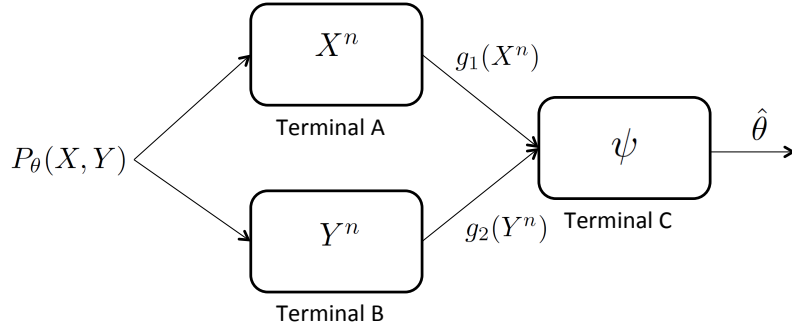 X^n
g_1(X^n)
Terminal A
P_θ(X, Y)
ψ
θ̂
Y^n
g_2(Y^n)
Terminal C
Terminal B